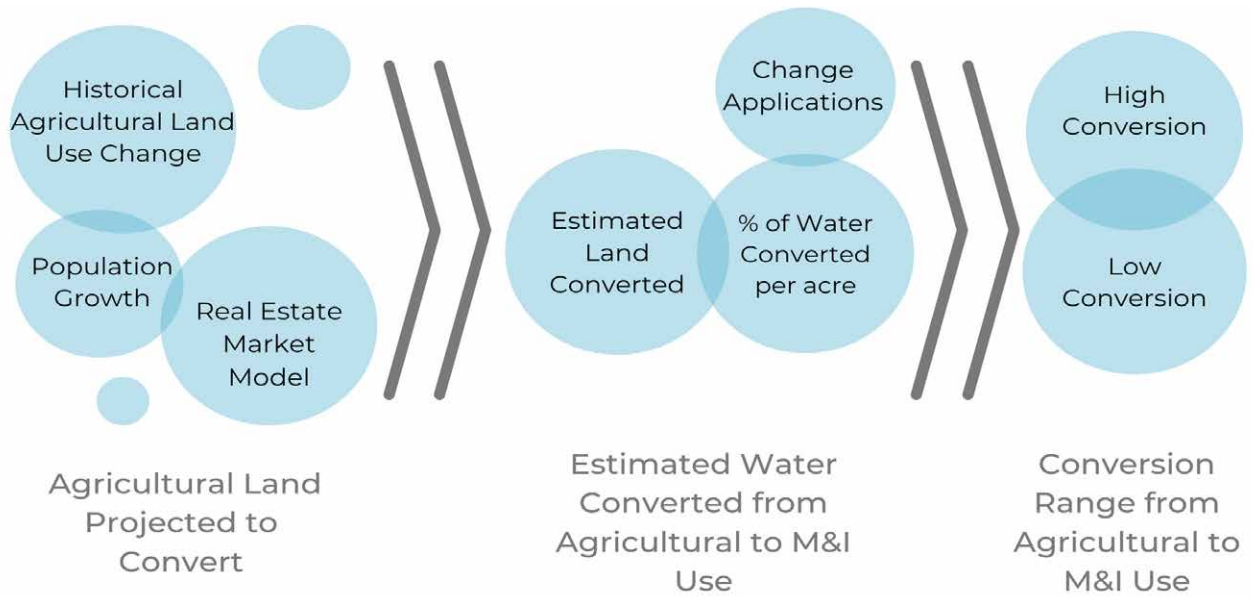 Historical
Agricultural Land
Use Change
Population
Growth
Real Estate
Market
Model
Agricultural Land
Projected to
Convert
Change
Applications
Estimated
Land
Converted
% of Water
Converted
per acre
Estimated Water
Converted from
Agricultural to M&I
Use
High
Conversion
Low
Conversion
Conversion
Range from
Agricultural to
M&I Use